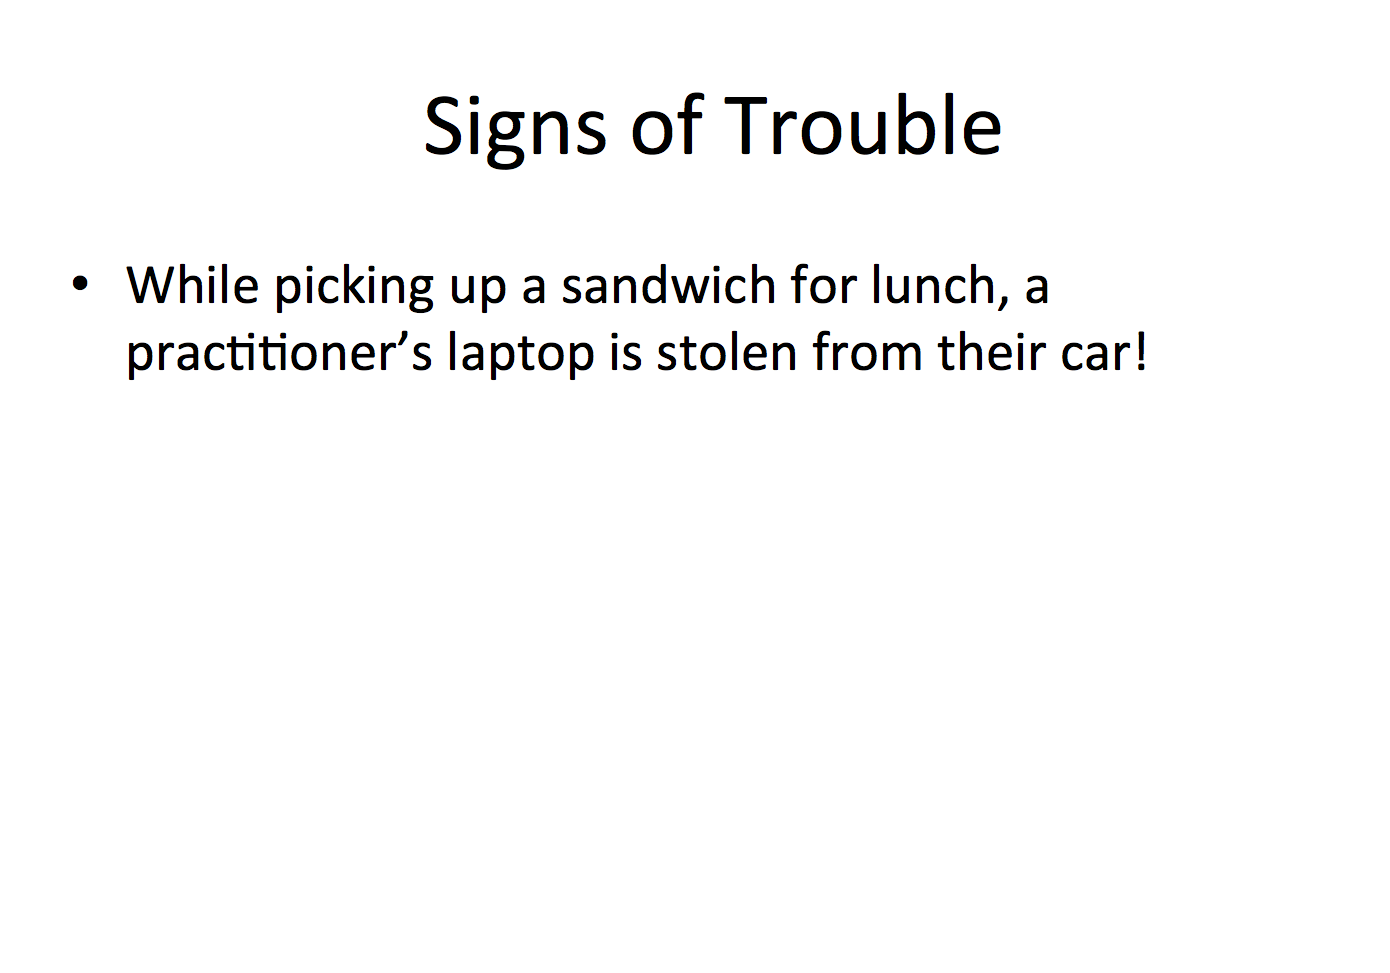 Signs of Trouble
• While picking up a sandwich for lunch, a
practitioner’s laptop is stolen from their car!